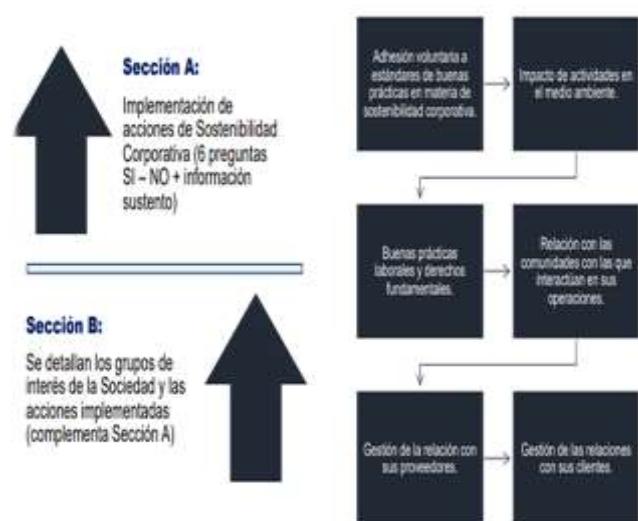 Sección A:
Implementación de
acciones de Sostenibilidad
Corporativa (6 preguntas
SI – NO + información
sustento)
Sección B:
Se detallan los grupos de
interés de la Sociedad y las
acciones implementadas
(complementa Sección A)
Adhesión voluntaria a
estándares de buenas
prácticas en materia de
sostenibilidad corporativa.
Impacto de actividades en
el medio ambiente.
Buenas prácticas
laborales y derechos
fundamentales.
Relación con las
comunidades con las que
interactúan en sus
operaciones.
Gestión de la relación con
sus proveedores.
Gestión de las relaciones
con sus clientes.